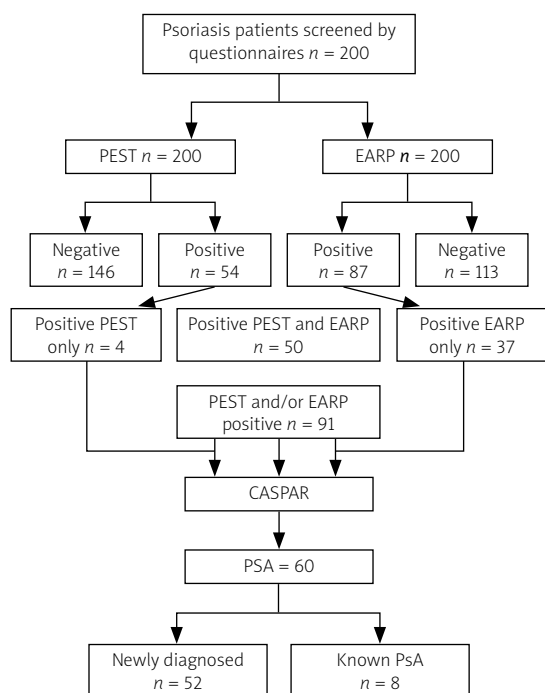 Psoriasis patients screened by
questionnaires n = 200
PEST n = 200
EARP n = 200
Negative
n = 146
Positive
n = 54
Positive
n = 87
Negative
n = 113
Positive PEST
only n = 4
Positive PEST and EARP
n = 50
Positive EARP
only n = 37
PEST and/or EARP
positive n = 91
CASPAR
PSA = 60
Newly diagnosed
n = 52
Known PsA
n = 8